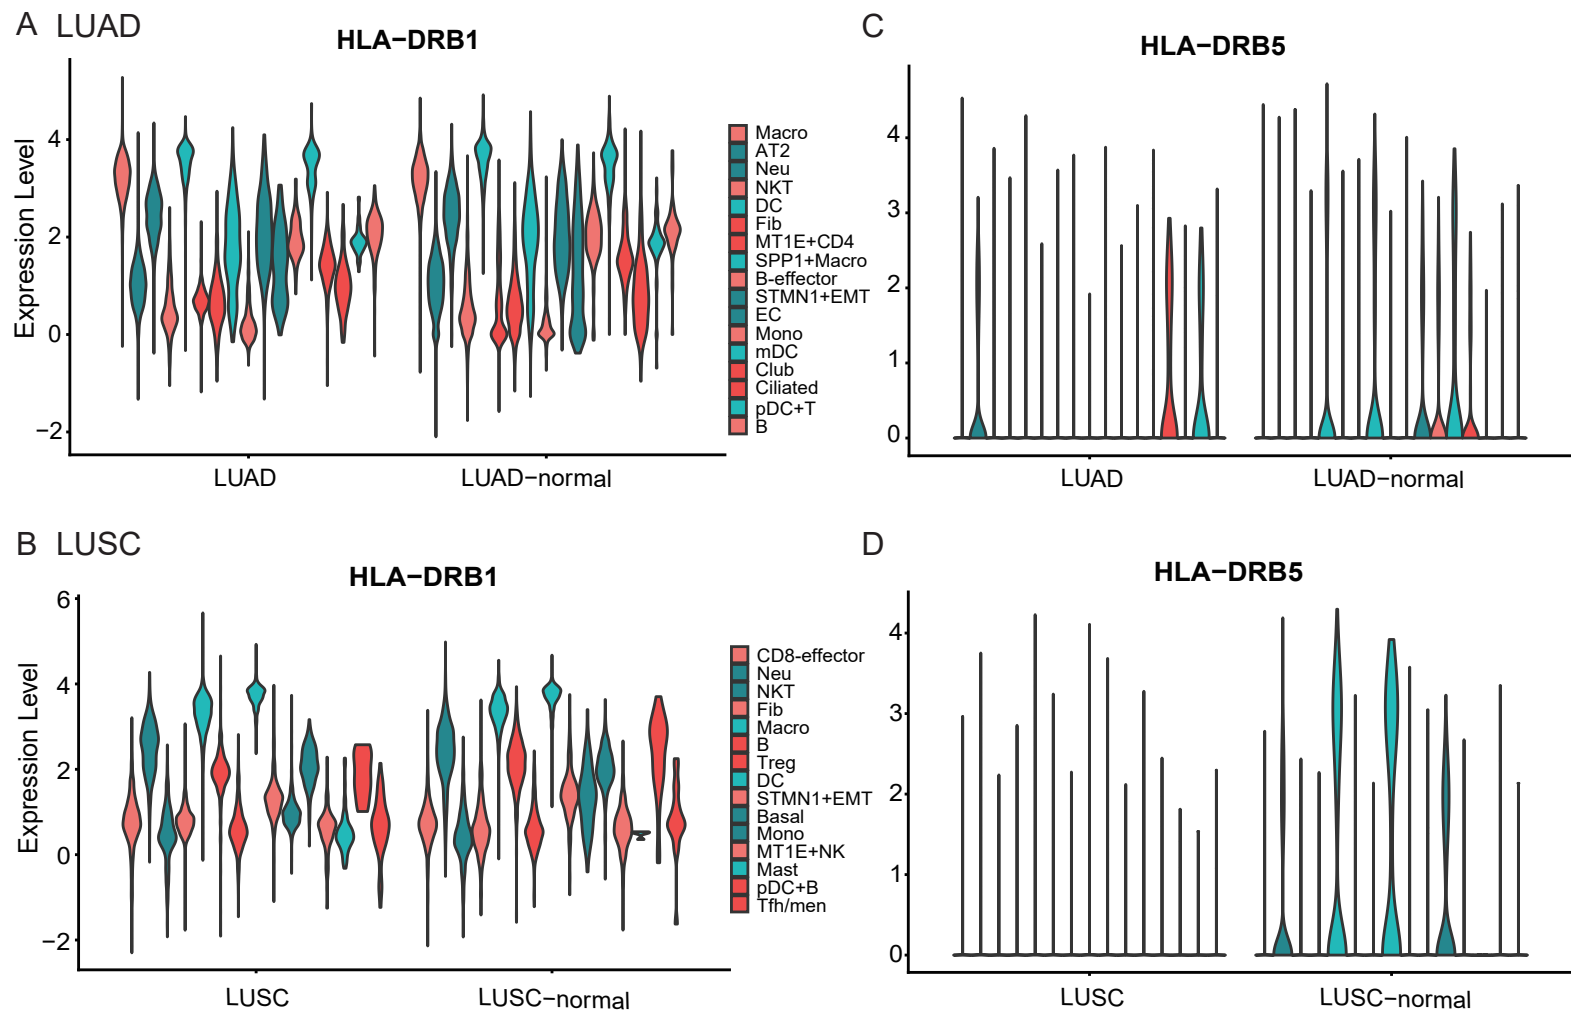 A LUAD
HLA−DRB1
Expression Level
4
2
0
−2
LUAD
LUAD−normal
Macro
AT2
Neu
NKT
DC
Fib
MT1E+CD4
SPP1+Macro
B-effector
STMN1+EMT
EC
Mono
mDC
Club
Ciliated
pDC+T
B
C
HLA−DRB5
4
3
2
1
0
LUAD
LUAD−normal
B LUSC
HLA−DRB1
Expression Level
6
4
2
0
−2
LUSC
LUSC−normal
CD8-effector
Neu
NKT
Fib
Macro
B
Treg
DC
STMN1+EMT
Basal
Mono
MT1E+NK
Mast
pDC+B
Tfh/men
D
HLA−DRB5
4
3
2
1
0
LUSC
LUSC−normal